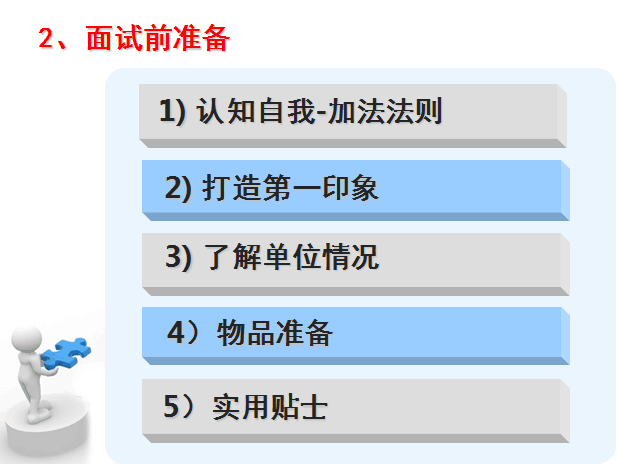 2、面试前准备
1) 认知自我-加法法则
2) 打造第一印象
3) 了解单位情况
4）物品准备
5）实用贴士